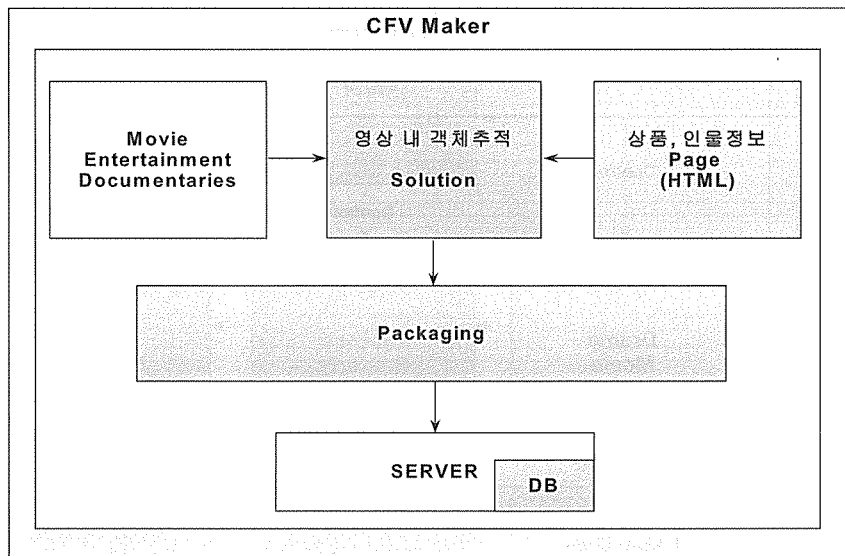 CFV Maker
Movie
Entertainment
Documentaries
영상 내 객체추적
Solution
상품, 인물정보
Page
(HTML)
Packaging
SERVER
DB